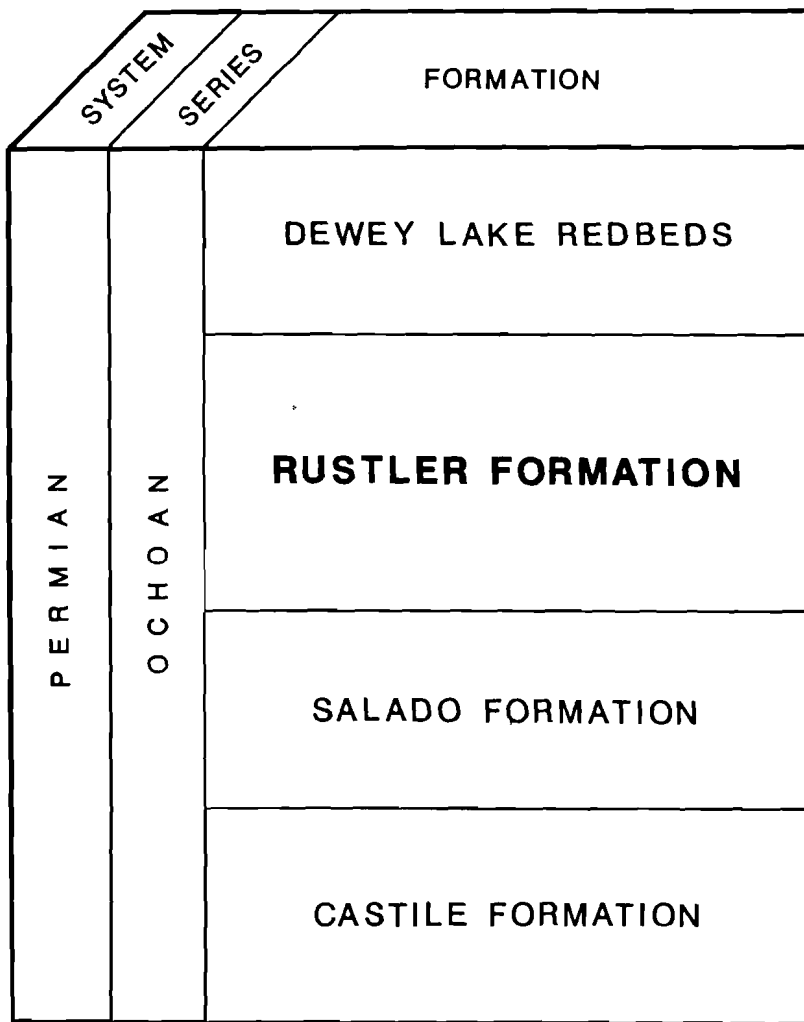 SYSTEM
SERIES
FORMATION
PERMIAN
OCHOAN
DEWEY LAKE REDBEDS
RUSTLER FORMATION
SALADO FORMATION
CASTILE FORMATION